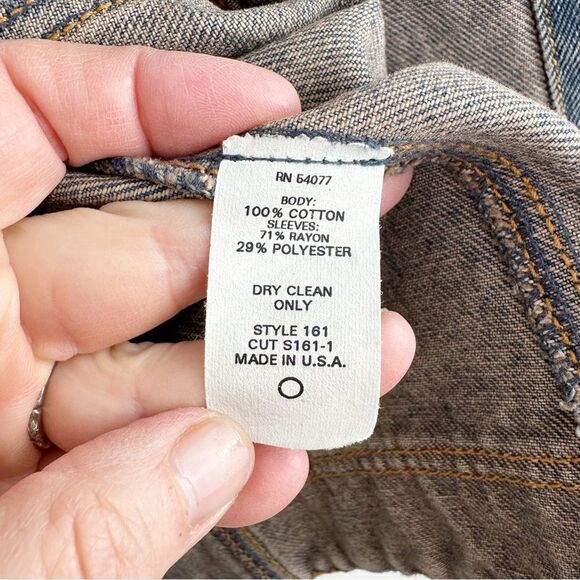 RN 54077
BODY:
100% COTTON
SLEEVES:
71% RAYON
29% POLYESTER
DRY CLEAN
ONLY
STYLE 161
CUT S161-1
MADE IN U.S.A.